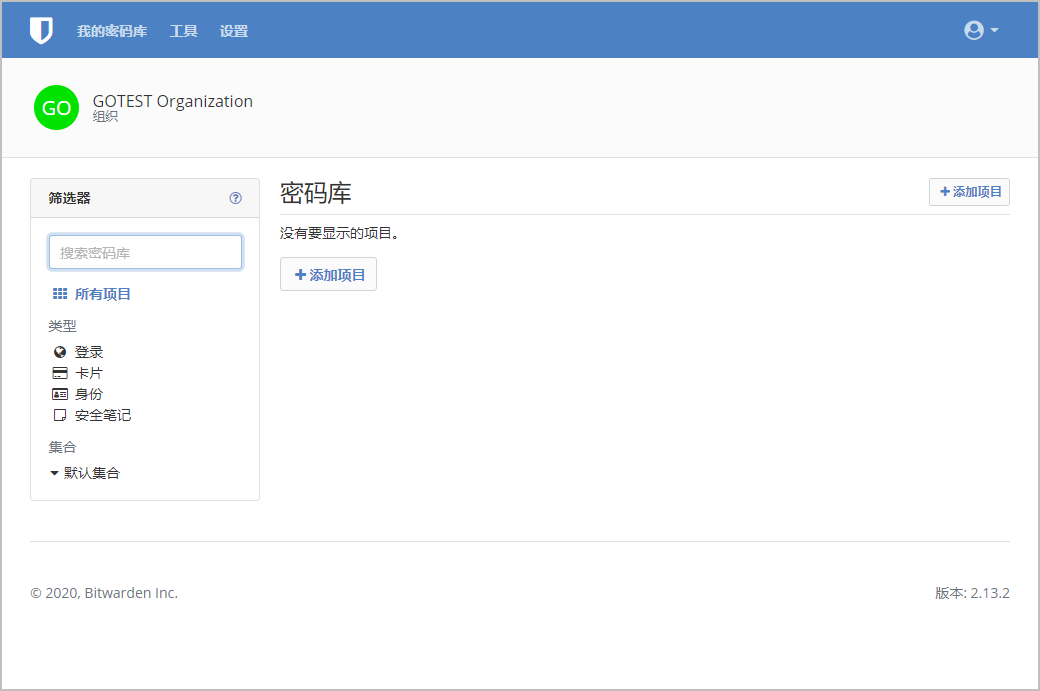 我的密码库 工具 设置
GO
GOTEST Organization
组织
筛选器
搜索密码库
所有项目
类型
登录
卡片
身份
安全笔记
集合
默认集合
密码库
添加项目
没有要显示的项目。
添加项目
© 2020, Bitwarden Inc.
版本: 2.13.2